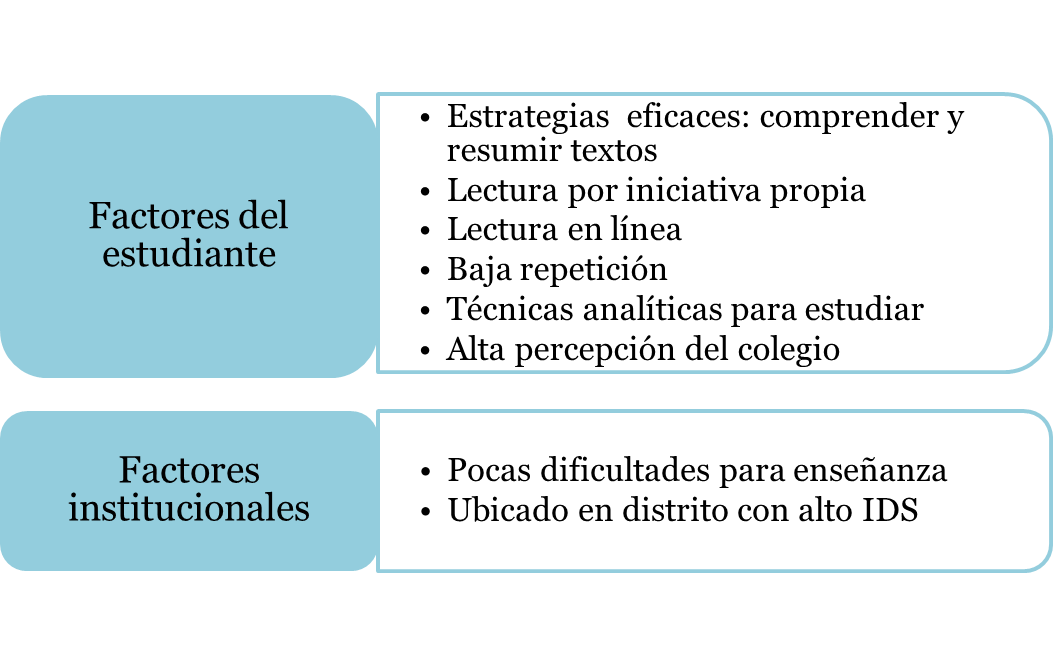 Factores del
estudiante
• Estrategias  eficaces: comprender y
resumir textos
• Lectura por iniciativa propia
• Lectura en línea
• Baja repetición
• Técnicas analíticas para estudiar
• Alta percepción del colegio
Factores
institucionales
• Pocas dificultades para enseñanza
• Ubicado en distrito con alto IDS